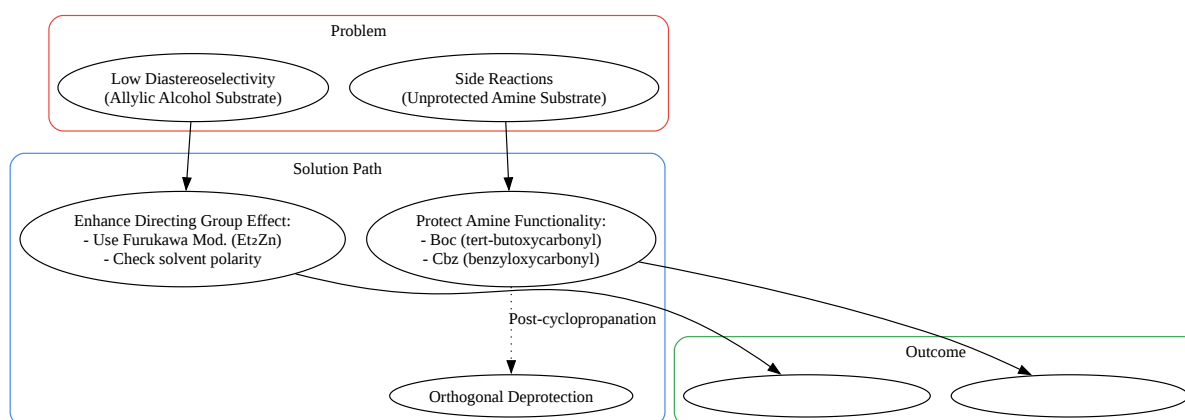 Problem
Low Diastereoselectivity
(Allylic Alcohol Substrate)
Side Reactions
(Unprotected Amine Substrate)
Solution Path
Enhance Directing Group Effect:
- Use Furukawa Mod. (Et₂Zn)
- Check solvent polarity
Protect Amine Functionality:
- Boc (tert-butoxycarbonyl)
- Cbz (benzyloxycarbonyl)
Post-cyclopropanation
Orthogonal Deprotection
Outcome